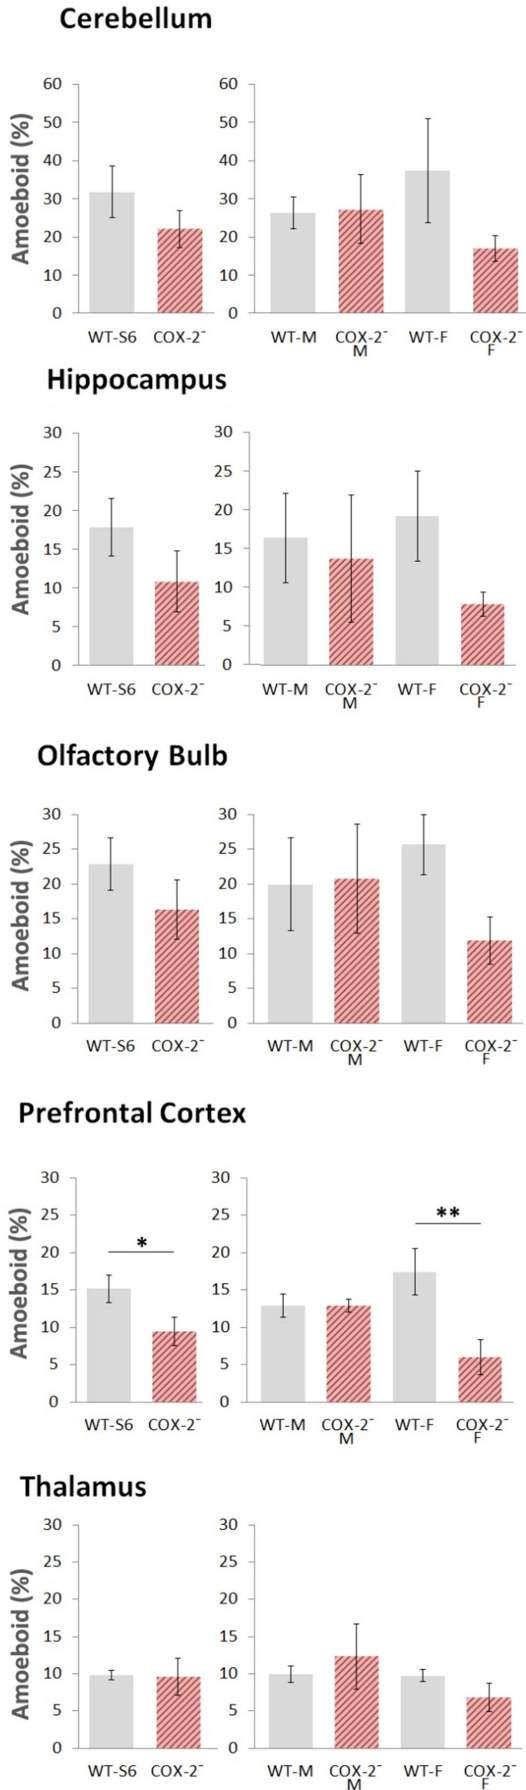 Cerebellum
Amoeboid (%)
60
50
40
30
20
10
0
WT-S6 COX-2⁻
60
50
40
30
20
10
0
WT-M COX-2⁻ WT-F COX-2⁻
M F
Hippocampus
Amoeboid (%)
30
25
20
15
10
5
0
WT-S6 COX-2⁻
30
25
20
15
10
5
0
WT-M COX-2⁻ WT-F COX-2⁻
M F
Olfactory Bulb
Amoeboid (%)
30
25
20
15
10
5
0
WT-S6 COX-2⁻
30
25
20
15
10
5
0
WT-M COX-2⁻ WT-F COX-2⁻
M F
Prefrontal Cortex
Amoeboid (%)
30
25
20
15
10
5
0
*
WT-S6 COX-2⁻
30
25
20
15
10
5
0
**
WT-M COX-2⁻ WT-F COX-2⁻
M F
Thalamus
Amoeboid (%)
30
25
20
15
10
5
0
WT-S6 COX-2⁻
30
25
20
15
10
5
0
WT-M COX-2⁻ WT-F COX-2⁻
M F